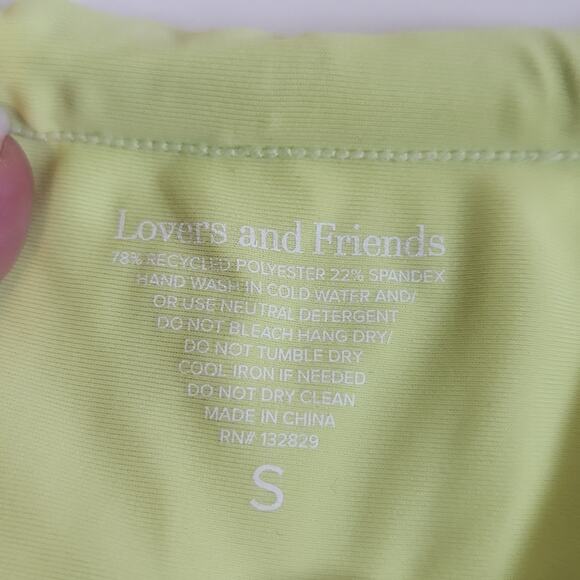 Lovers and Friends
78% RECYCLED POLYESTER 22% SPANDEX
HAND WASH IN COLD WATER AND/
OR USE NEUTRAL DETERGENT
DO NOT BLEACH HANG DRY/
DO NOT TUMBLE DRY
COOL IRON IF NEEDED
DO NOT DRY CLEAN
MADE IN CHINA
RN# 132829
S